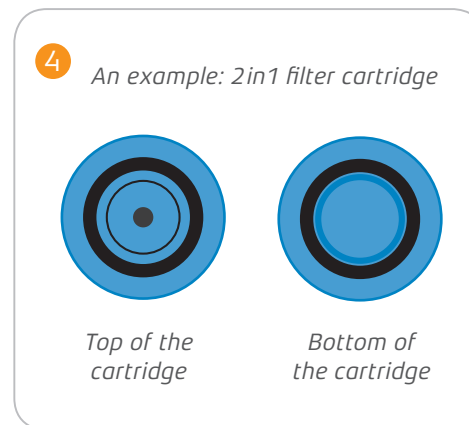 4
An example: 2in1 filter cartridge
Top of the
cartridge
Bottom of
the cartridge